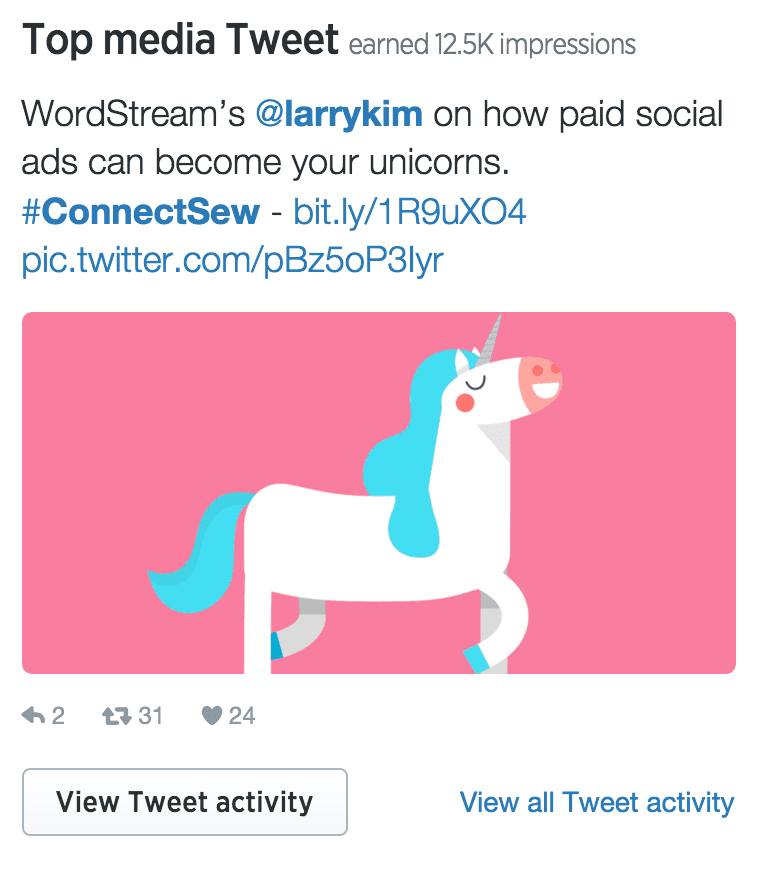 Top media Tweet earned 12.5K impressions
WordStream's @larrykim on how paid social
ads can become your unicorns.
#ConnectSew - bit.ly/1R9uXO4
pic.twitter.com/pBz5oP3lyr
2 31 24
View Tweet activity View all Tweet activity